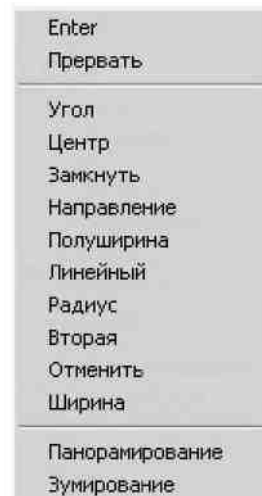 Enter
Прервать
Угол
Центр
Замкнуть
Направление
Полуширина
Линейный
Радиус
Вторая
Отменить
Ширина
Панорамирование
Зумирование